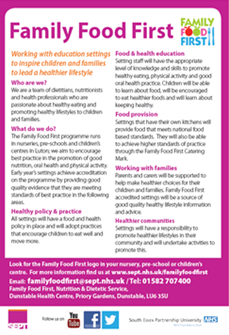 Family Food First
FAMILY
FOOD
FIRST
Working with education settings
to inspire children and families
to lead a healthier lifestyle
Who are we?
We are a team of dietitians, nutritionists
and health professionals who are
passionate about healthy eating and
promoting healthy lifestyles to children
and families.
What do we do?
The Family Food First programme runs
in nursery, pre-schools and children's
centres in Luton, we aim to encourage
best practice in the promotion of good
nutrition, oral health and physical activity.
Early year's settings achieve accreditation
on the programme by providing good
quality evidence that they are meeting
standards of best practice in the following
areas.
Healthy policy & practice
All settings will have a food and health
policy in place and will adopt practices
that encourage children to eat well and
move more.
Food & health education
Setting staff will have the appropriate
level of knowledge and skills to promote
healthy eating, physical activity and good
oral health practice. Children will be able
to learn about food, will be encouraged
to eat healthier foods and will learn about
keeping healthy.
Food provision
Settings that have their own kitchens will
provide food that meets national food
based standards. They will also be able
to achieve higher standards of practice
through the Family Food First Catering
Mark.
Working with families
Parents and carers will be supported to
help make healthier choices for their
children and families. Family Food First
accredited settings will be a source of
good quality healthy lifestyle information
and advice.
Healthier communities
Settings will have a responsibility to
promote healthier lifestyles in their
community and will undertake activities to
promote this.
Look for the Family Food First logo in your nursery, pre-school or children's
centre. For more information find us at www.sept.nhs.uk/familyfoodfirst
Email: familyfoodfirst@sept.nhs.uk / Tel: 01582 707400
Family Food First, Nutrition & Dietetic Service,
Dunstable Health Centre, Priory Gardens, Dunstable, LU6 3SU
SEPT
Follow us on
You
Tube
South Essex Partnership University NHS